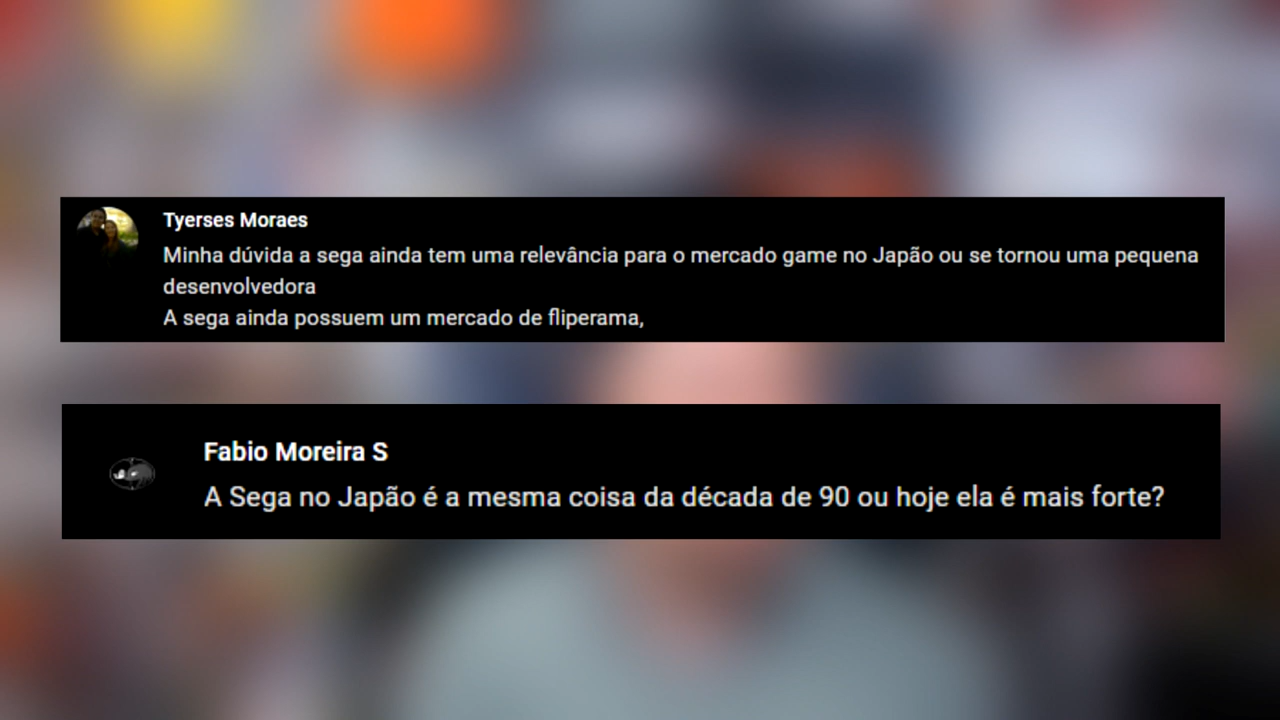 Tyerses Moraes
Minha dúvida a sega ainda tem uma relevância para o mercado game no Japão ou se tornou uma pequena
desenvolvedora
A sega ainda possuem um mercado de fliperama,
Fabio Moreira S
A Sega no Japão é a mesma coisa da década de 90 ou hoje ela é mais forte?